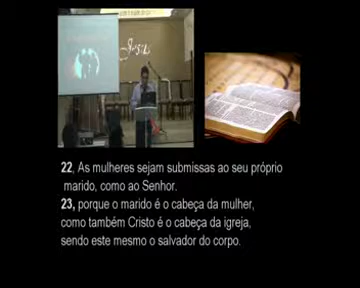 Jesus
22, As mulheres sejam submissas ao seu próprio
marido, como ao Senhor.
23, porque o marido é o cabeça da mulher,
como também Cristo é o cabeça da igreja,
sendo este mesmo o salvador do corpo.